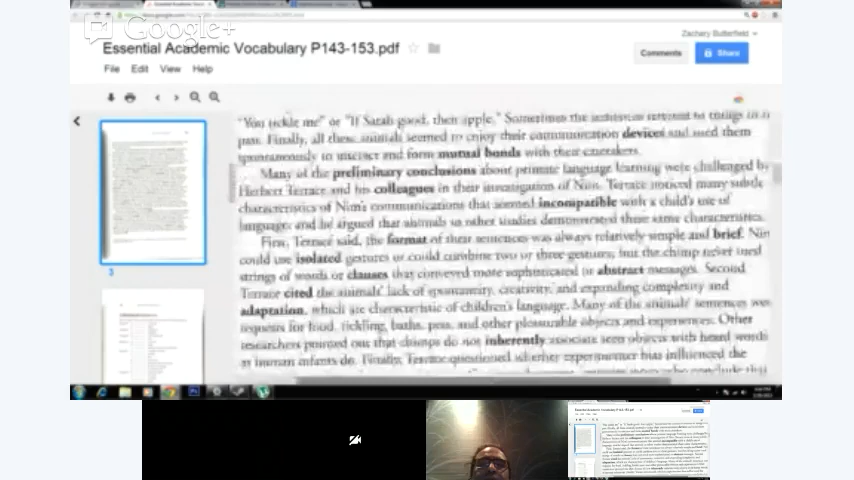 Google+
Essential Academic Vocabulary P143-153.pdf
Zachary Butterfield
File Edit View Help
Comments
Share
3
"You tickle me" or "If Sarah good, then apple." Sometimes the
past. Finally, all these animals seemed to enjoy their communication devices and used them
spontaneously to interact and form mutual bonds with their caretakers.
Many of the preliminary conclusions about primate language learning were challenged by
Herbert Terrace and his colleagues in their investigation of Nim. Terrace noticed many subtle
characteristics of Nim's communications that seemed incompatible with a child's use of
language, and he argued that animals in other studies demonstrated these same characteristics.
First, Terrace said, the format of their sentences was always relatively simple and brief. Nim
could use isolated gestures or could combine two or three gestures, but the chimp never used
strings of words or clauses that conveyed more sophisticated or abstract messages. Second
Terrace cited the animals' lack of spontaneity, creativity, and expanding complexity and
adaptation, which are characteristic of children's language. Many of the animals' sentences were
requests for food, tickling, baths, pets, and other pleasurable objects and experiences. Other
researchers pointed out that chimps do not inherently associate seen objects with heard words
as human infants do. Finally, Terrace questioned whether experimenter bias influenced the